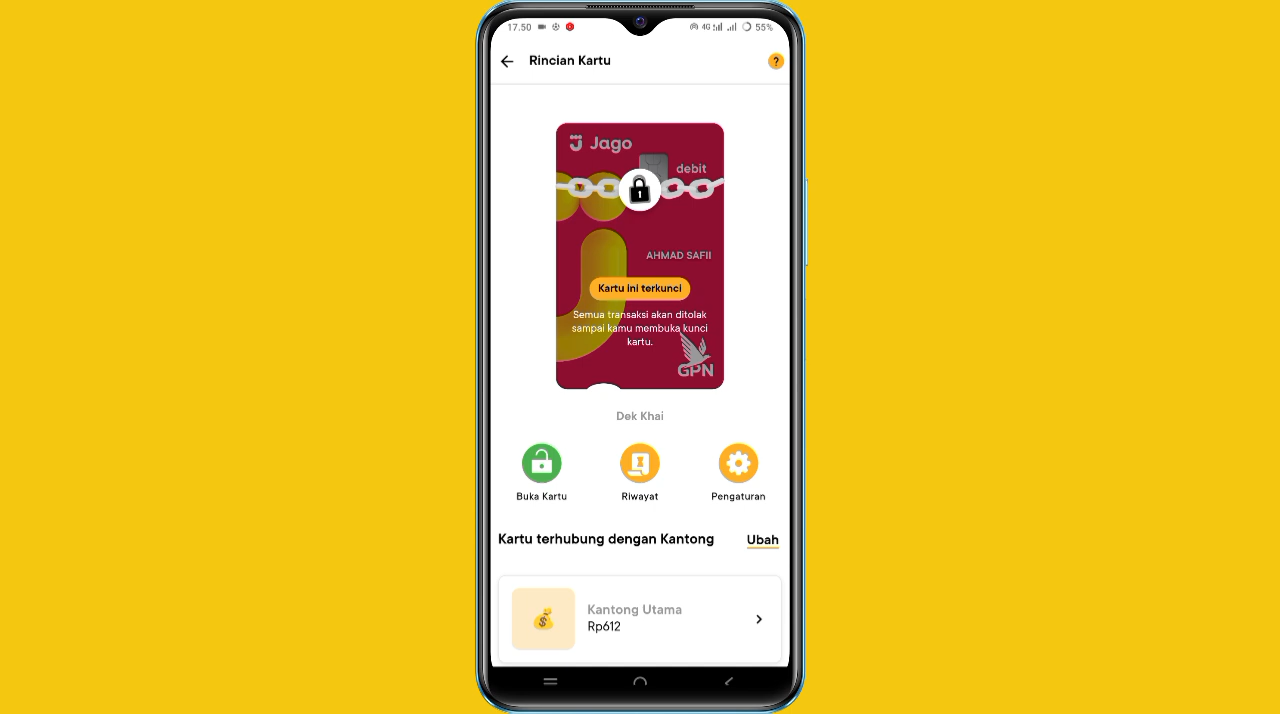 17.50
4G
55%
Rincian Kartu
?
Jago
debit
AHMAD SAFII
Kartu ini terkunci
Semua transaksi akan ditolak
sampai kamu membuka kunci
kartu.
GPN
Dek Khai
Buka Kartu
Riwayat
Pengaturan
Kartu terhubung dengan Kantong
Ubah
Kantong Utama
Rp612